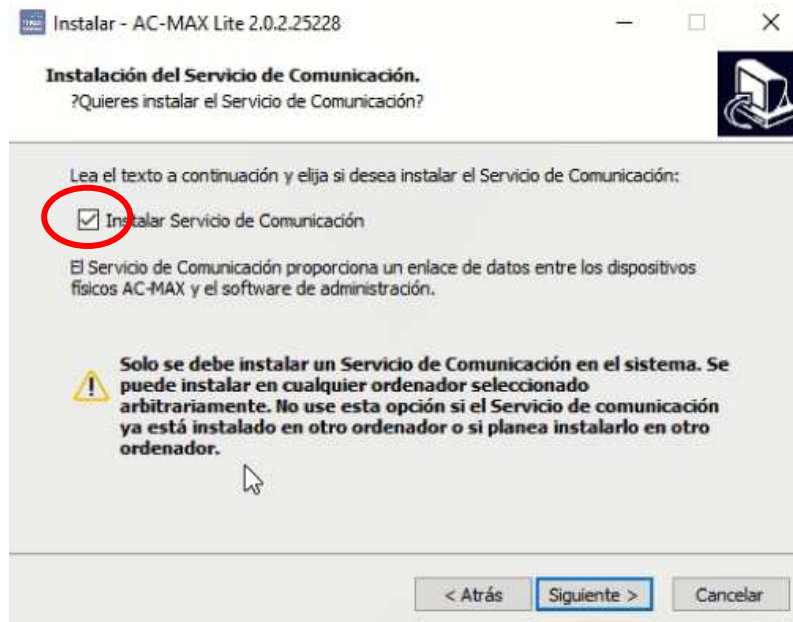 Instalar - AC-MAX Lite 2.0.2.25228
Instalación del Servicio de Comunicación.
?Quieres instalar el Servicio de Comunicación?
Lea el texto a continuación y elija si desea instalar el Servicio de Comunicación:
Instalar Servicio de Comunicación
El Servicio de Comunicación proporciona un enlace de datos entre los dispositivos
físicos AC-MAX y el software de administración.
Solo se debe instalar un Servicio de Comunicación en el sistema. Se
puede instalar en cualquier ordenador seleccionado
arbitrariamente. No use esta opción si el Servicio de comunicación
ya está instalado en otro ordenador o si planea instalarlo en otro
ordenador.
< Atrás
Siguiente >
Cancelar